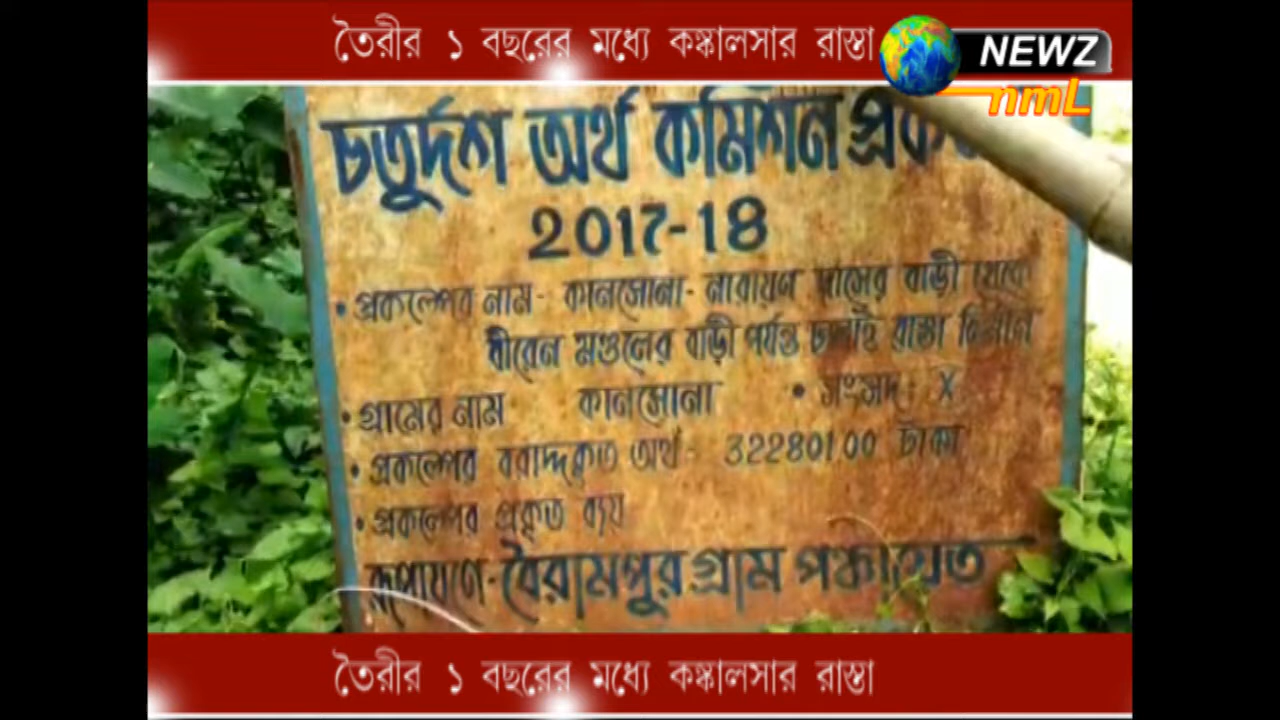 তৈরীর ১ বছরের মধ্যে কঙ্কালসার রাস্তা
NEWZ
nmL
চতুর্দশ অর্থ কমিশন
2017-18
• প্রকল্পের নাম- কানসোনা- নারায়ণ দাসের বাড়ী থেকে
ধীরেন মণ্ডলের বাড়ী পর্যন্ত ঢালাই রাস্তা নির্মাণ
• গ্রামের নাম কানসোনা • সংসদ: X
• প্রকল্পের বরাদ্দকৃত অর্থ- 322801.00 টাকা
• প্রকল্পের প্রকৃত ব্যয়
রূপায়ণে-বৈরামপুর গ্রাম পঞ্চায়েত
তৈরীর ১ বছরের মধ্যে কঙ্কালসার রাস্তা